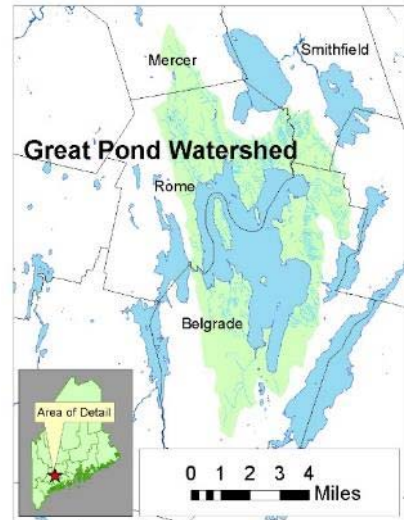 Mercer
Smithfield
Great Pond Watershed
Rome
Belgrade
Area of Detail
0 1 2 3 4
Miles